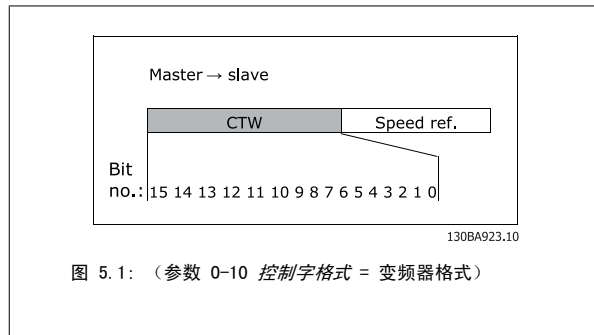 Master → slave
CTW Speed ref.
Bit
no.: 15 14 13 12 11 10 9 8 7 6 5 4 3 2 1 0
130BA923.10
图 5.1: （参数 0-10 控制字格式 = 变频器格式）